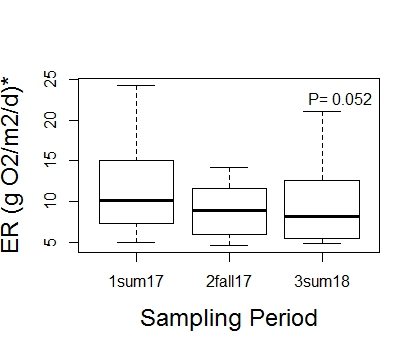 ER (g O2/m2/d)*
25
20
15
10
5
P= 0.052
1sum17 2fall17 3sum18
Sampling Period